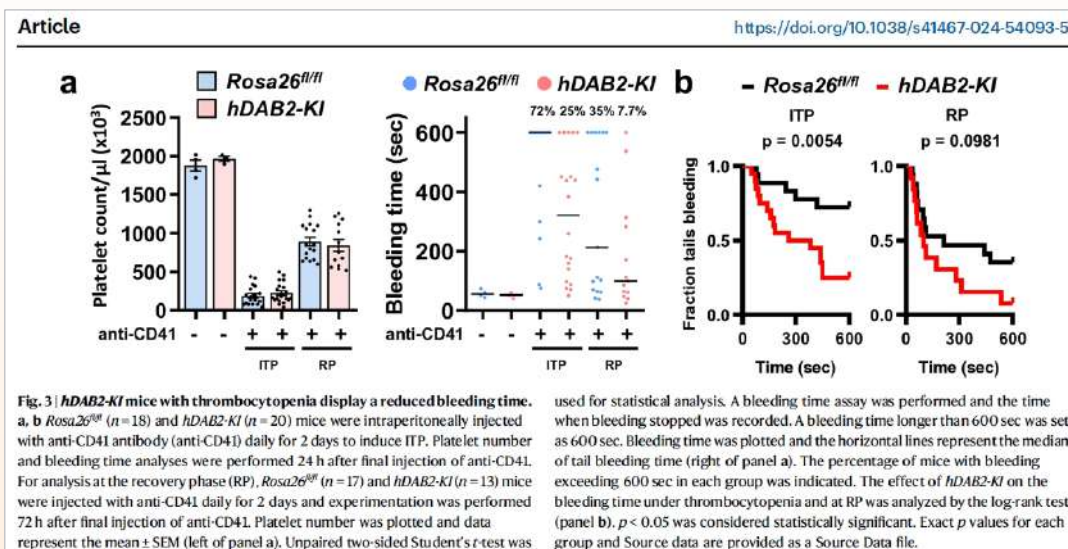 Article
https://doi.org/10.1038/s41467-024-54093-5
a
Rosa26fl/fl
hDAB2-KI
Platelet count/µl (x10³)
2000
1500
1000
500
0
anti-CD41
- - + + + +
ITP RP
Rosa26fl/fl hDAB2-KI
72% 25% 35% 7.7%
Bleeding time (sec)
600
400
200
0
anti-CD41
- - + + + +
ITP RP
b
Rosa26fl/fl hDAB2-KI
ITP RP
p = 0.0054 p = 0.0981
Fraction tails bleeding
1.0 1.0
0.5 0.5
0.0 0.0
0 300 600 0 300 600
Time (sec) Time (sec)
Fig. 3 | hDAB2-KI mice with thrombocytopenia display a reduced bleeding time.
a, b Rosa26fl/fl (n=18) and hDAB2-KI (n=20) mice were intraperitoneally injected
with anti-CD41 antibody (anti-CD41) daily for 2 days to induce ITP. Platelet number
and bleeding time analyses were performed 24 h after final injection of anti-CD41.
For analysis at the recovery phase (RP), Rosa26fl/fl (n=17) and hDAB2-KI (n=13) mice
were injected with anti-CD41 daily for 2 days and experimentation was performed
72 h after final injection of anti-CD41. Platelet number was plotted and data
represent the mean ± SEM (left of panel a). Unpaired two-sided Student's t-test was
used for statistical analysis. A bleeding time assay was performed and the time
when bleeding stopped was recorded. A bleeding time longer than 600 sec was set
as 600 sec. Bleeding time was plotted and the horizontal lines represent the median
of tail bleeding time (right of panel a). The percentage of mice with bleeding
exceeding 600 sec in each group was indicated. The effect of hDAB2-KI on the
bleeding time under thrombocytopenia and at RP was analyzed by the log-rank test
(panel b). p < 0.05 was considered statistically significant. Exact p values for each
group and Source data are provided as a Source Data file.